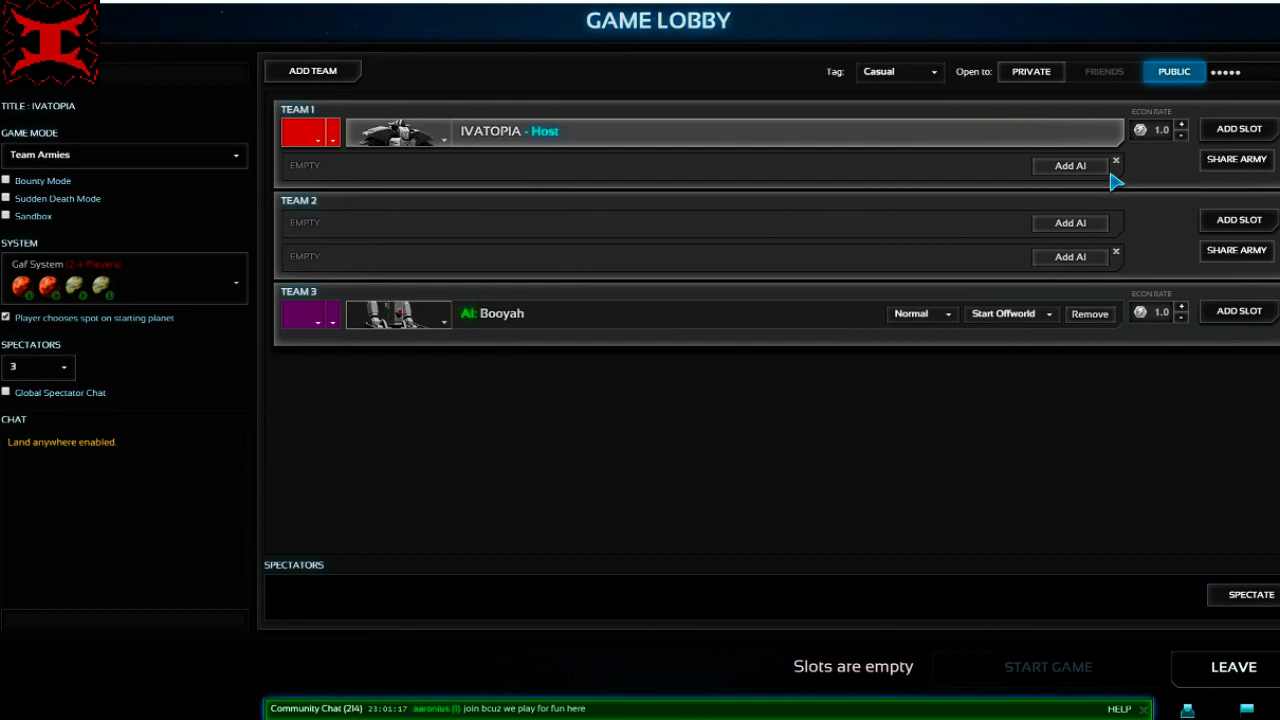 GAME LOBBY
ADD TEAM
Tag: Casual Open to: PRIVATE FRIENDS PUBLIC •••••
TITLE : IVATOPIA
GAME MODE
Team Armies
Bounty Mode
Sudden Death Mode
Sandbox
SYSTEM
Gaf System (2-4 Players)
Player chooses spot on starting planet
SPECTATORS
3
Global Spectator Chat
CHAT
Land anywhere enabled.
TEAM 1
ECON RATE
IVATOPIA - Host 1.0 + - ADD SLOT
EMPTY Add AI × SHARE ARMY
TEAM 2
EMPTY Add AI ADD SLOT
EMPTY Add AI × SHARE ARMY
TEAM 3
ECON RATE
AI: Booyah Normal Start Offworld Remove 1.0 + - ADD SLOT
SPECTATORS
SPECTATE
Slots are empty START GAME LEAVE
Community Chat (214) 23:01:17 aaronius (1) join bcuz we play for fun here HELP ×